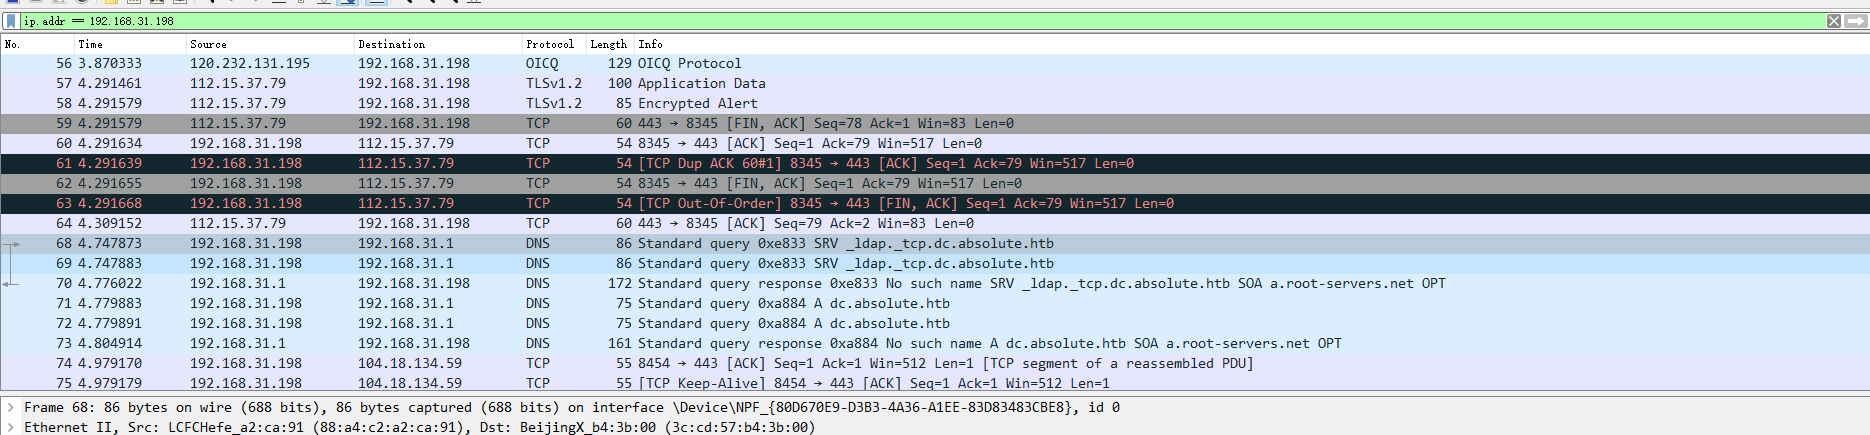 ip.addr == 192.168.31.198
No. Time Source Destination Protocol Length Info
56 3.870333 120.232.131.195 192.168.31.198 OICQ 129 OICQ Protocol
57 4.291461 112.15.37.79 192.168.31.198 TLSv1.2 100 Application Data
58 4.291579 112.15.37.79 192.168.31.198 TLSv1.2 85 Encrypted Alert
59 4.291579 112.15.37.79 192.168.31.198 TCP 60 443 → 8345 [FIN, ACK] Seq=78 Ack=1 Win=83 Len=0
60 4.291634 192.168.31.198 112.15.37.79 TCP 54 8345 → 443 [ACK] Seq=1 Ack=79 Win=517 Len=0
61 4.291639 192.168.31.198 112.15.37.79 TCP 54 [TCP Dup ACK 60#1] 8345 → 443 [ACK] Seq=1 Ack=79 Win=517 Len=0
62 4.291655 192.168.31.198 112.15.37.79 TCP 54 8345 → 443 [FIN, ACK] Seq=1 Ack=79 Win=517 Len=0
63 4.291668 192.168.31.198 112.15.37.79 TCP 54 [TCP Out-Of-Order] 8345 → 443 [FIN, ACK] Seq=1 Ack=79 Win=517 Len=0
64 4.309152 112.15.37.79 192.168.31.198 TCP 60 443 → 8345 [ACK] Seq=79 Ack=2 Win=83 Len=0
68 4.747873 192.168.31.198 192.168.31.1 DNS 86 Standard query 0xe833 SRV _ldap._tcp.dc.absolute.htb
69 4.747883 192.168.31.198 192.168.31.1 DNS 86 Standard query 0xe833 SRV _ldap._tcp.dc.absolute.htb
70 4.776022 192.168.31.1 192.168.31.198 DNS 172 Standard query response 0xe833 No such name SRV _ldap._tcp.dc.absolute.htb SOA a.root-servers.net OPT
71 4.779883 192.168.31.198 192.168.31.1 DNS 75 Standard query 0xa884 A dc.absolute.htb
72 4.779891 192.168.31.198 192.168.31.1 DNS 75 Standard query 0xa884 A dc.absolute.htb
73 4.804914 192.168.31.1 192.168.31.198 DNS 161 Standard query response 0xa884 No such name A dc.absolute.htb SOA a.root-servers.net OPT
74 4.979170 192.168.31.198 104.18.134.59 TCP 55 8454 → 443 [ACK] Seq=1 Ack=1 Win=512 Len=1 [TCP segment of a reassembled PDU]
75 4.979179 192.168.31.198 104.18.134.59 TCP 55 [TCP Keep-Alive] 8454 → 443 [ACK] Seq=1 Ack=1 Win=512 Len=1
Frame 68: 86 bytes on wire (688 bits), 86 bytes captured (688 bits) on interface \Device\NPF_{80D670E9-D3B3-4A36-A1EE-83D83483CBE8}, id 0
Ethernet II, Src: LCFCHefe_a2:ca:91 (88:a4:c2:a2:ca:91), Dst: BeijingX_b4:3b:00 (3c:cd:57:b4:3b:00)